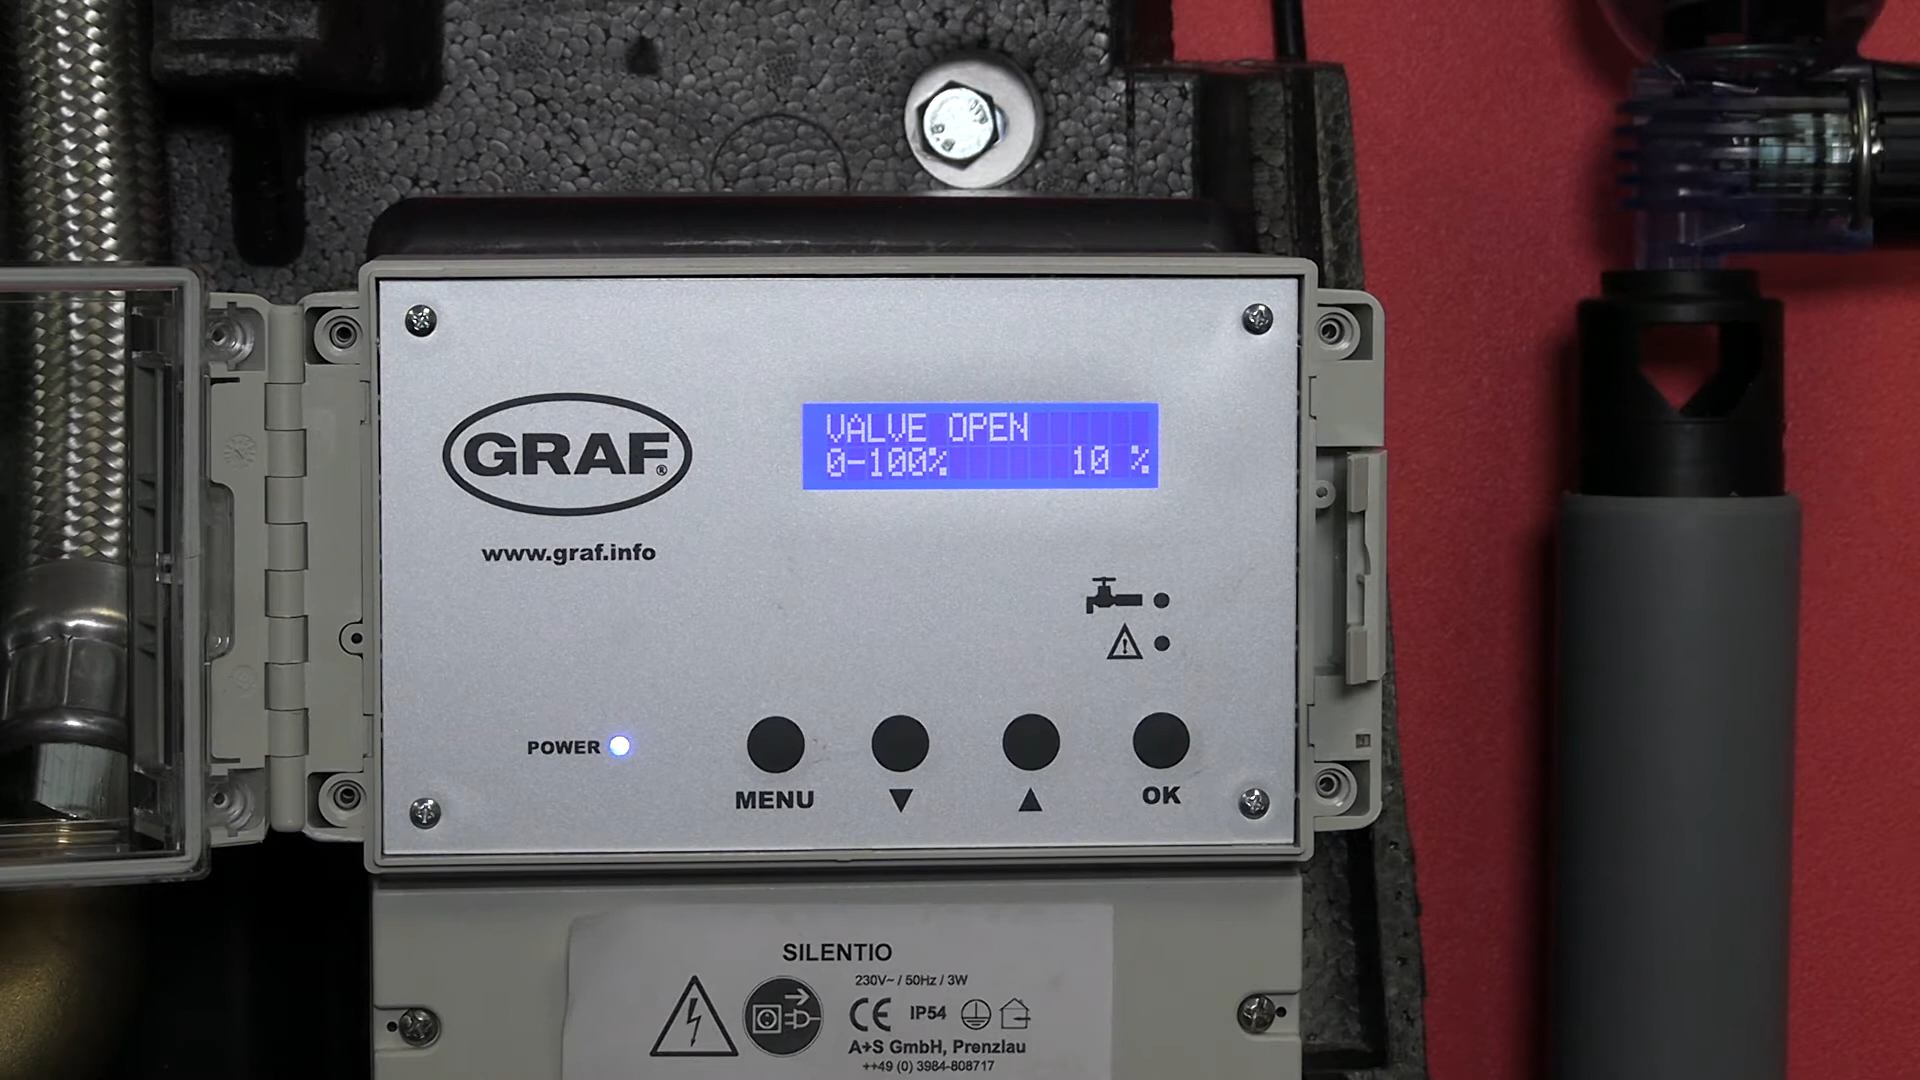 VALVE OPEN
0-100% 10 %
GRAF®
www.graf.info
POWER
MENU ▼ ▲ OK
SILENTIO
230V~ / 50Hz / 3W
CE IP54
A+S GmbH, Prenzlau
++49 (0) 3984-808717